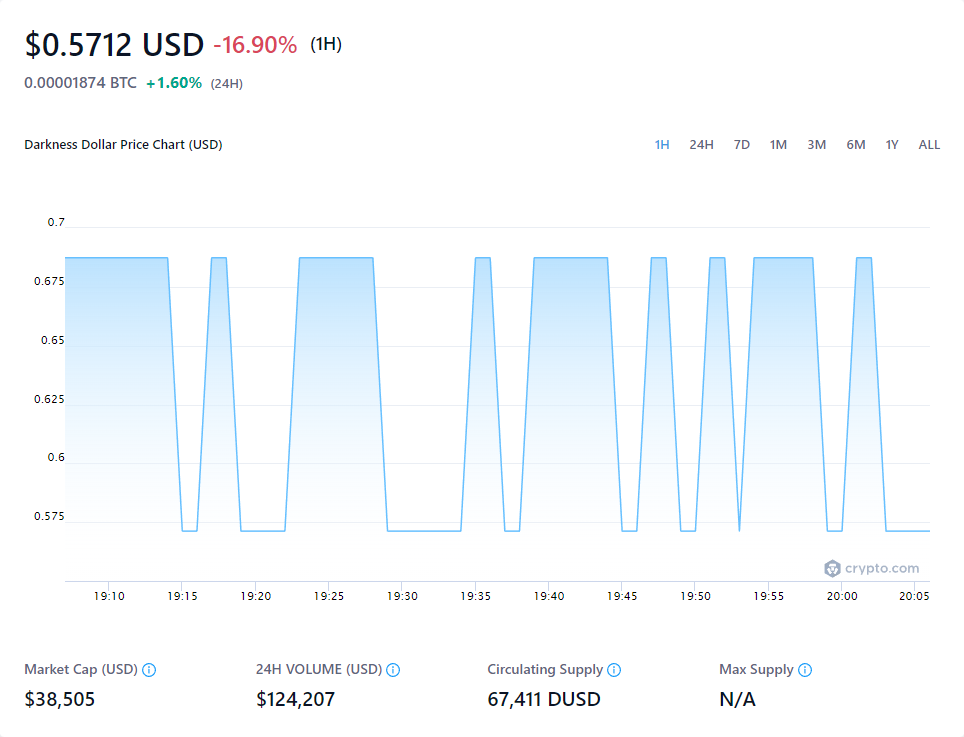 $0.5712 USD -16.90% (1H)
0.00001874 BTC +1.60% (24H)
Darkness Dollar Price Chart (USD) 1H 24H 7D 1M 3M 6M 1Y ALL
0.7
0.675
0.65
0.625
0.6
0.575
crypto.com
19:10 19:15 19:20 19:25 19:30 19:35 19:40 19:45 19:50 19:55 20:00 20:05
Market Cap (USD) 24H VOLUME (USD) Circulating Supply Max Supply
$38,505 $124,207 67,411 DUSD N/A